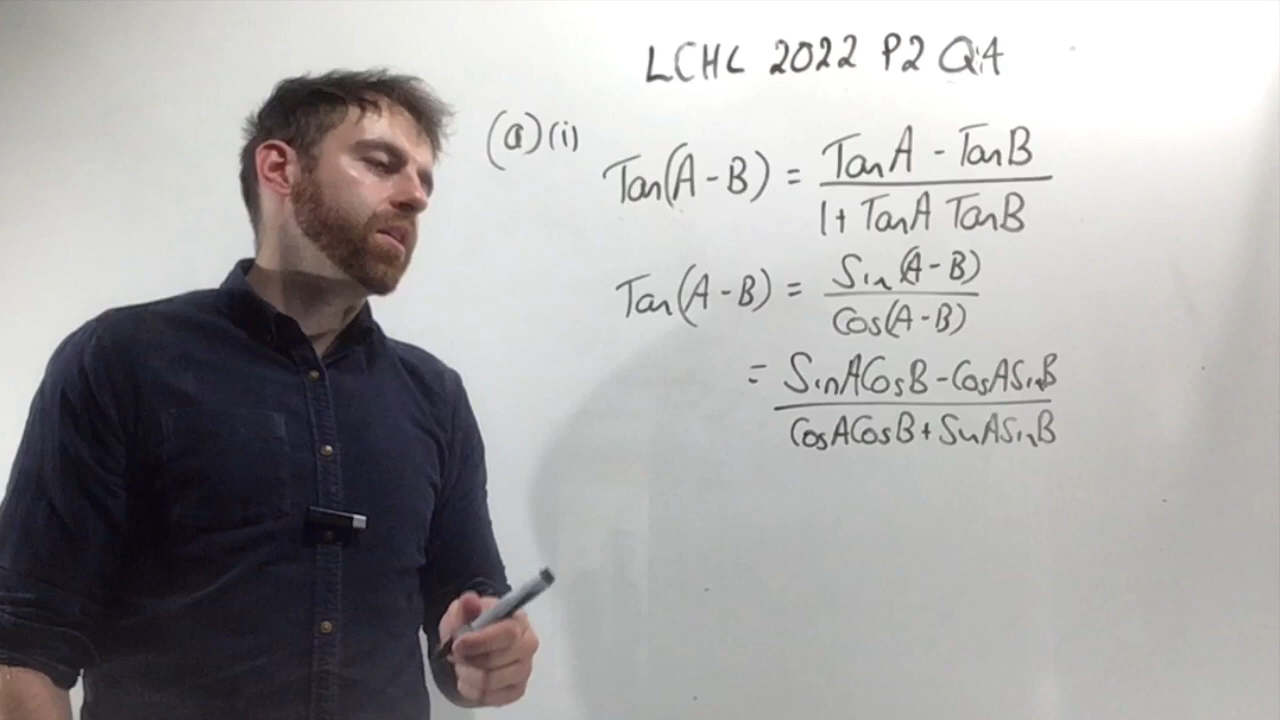 LCHL 2022 P2 Q4
(a)(i)
Tan(A-B) = TanA - TanB
1+ TanA TanB
Tan(A-B) = Sin(A-B)
Cos(A-B)
= SinACosB-CosASinB
CosACosB+SinASinB